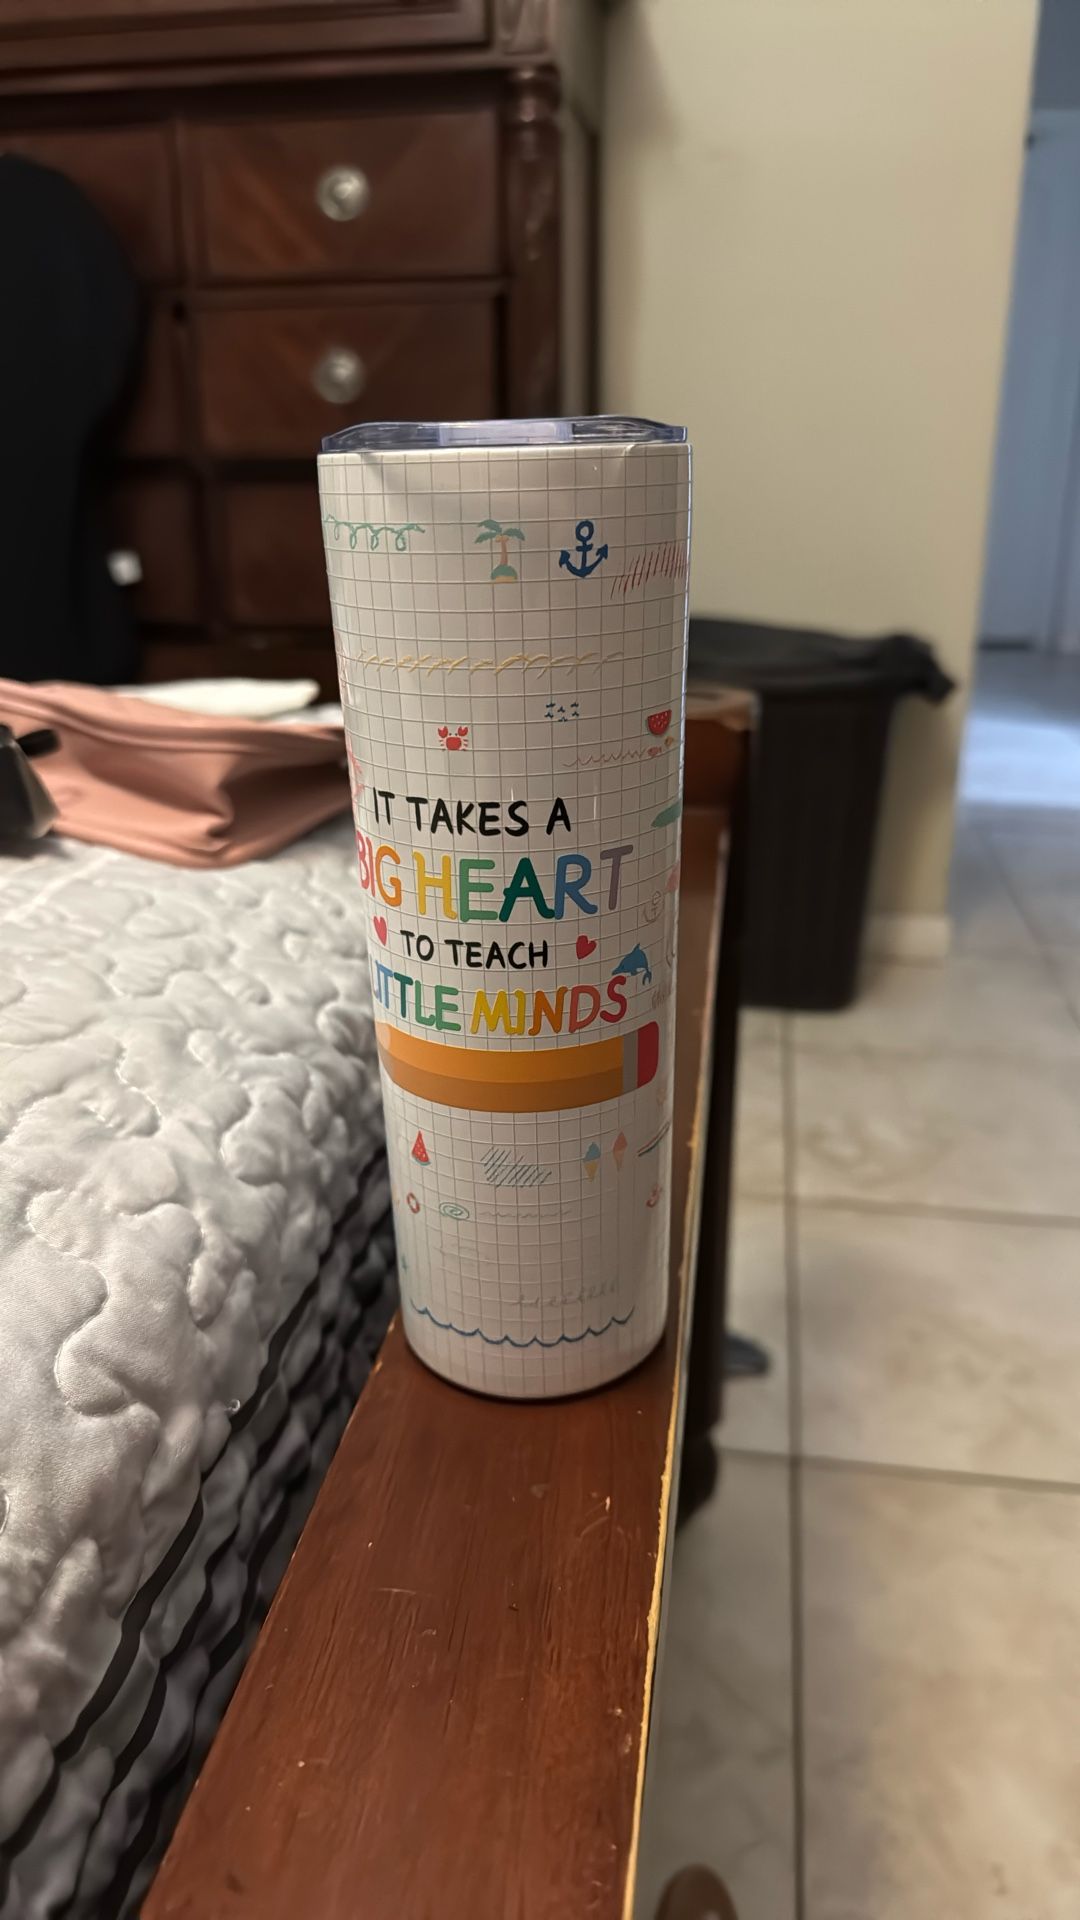 IT TAKES A
BIG HEART
TO TEACH
LITTLE MINDS